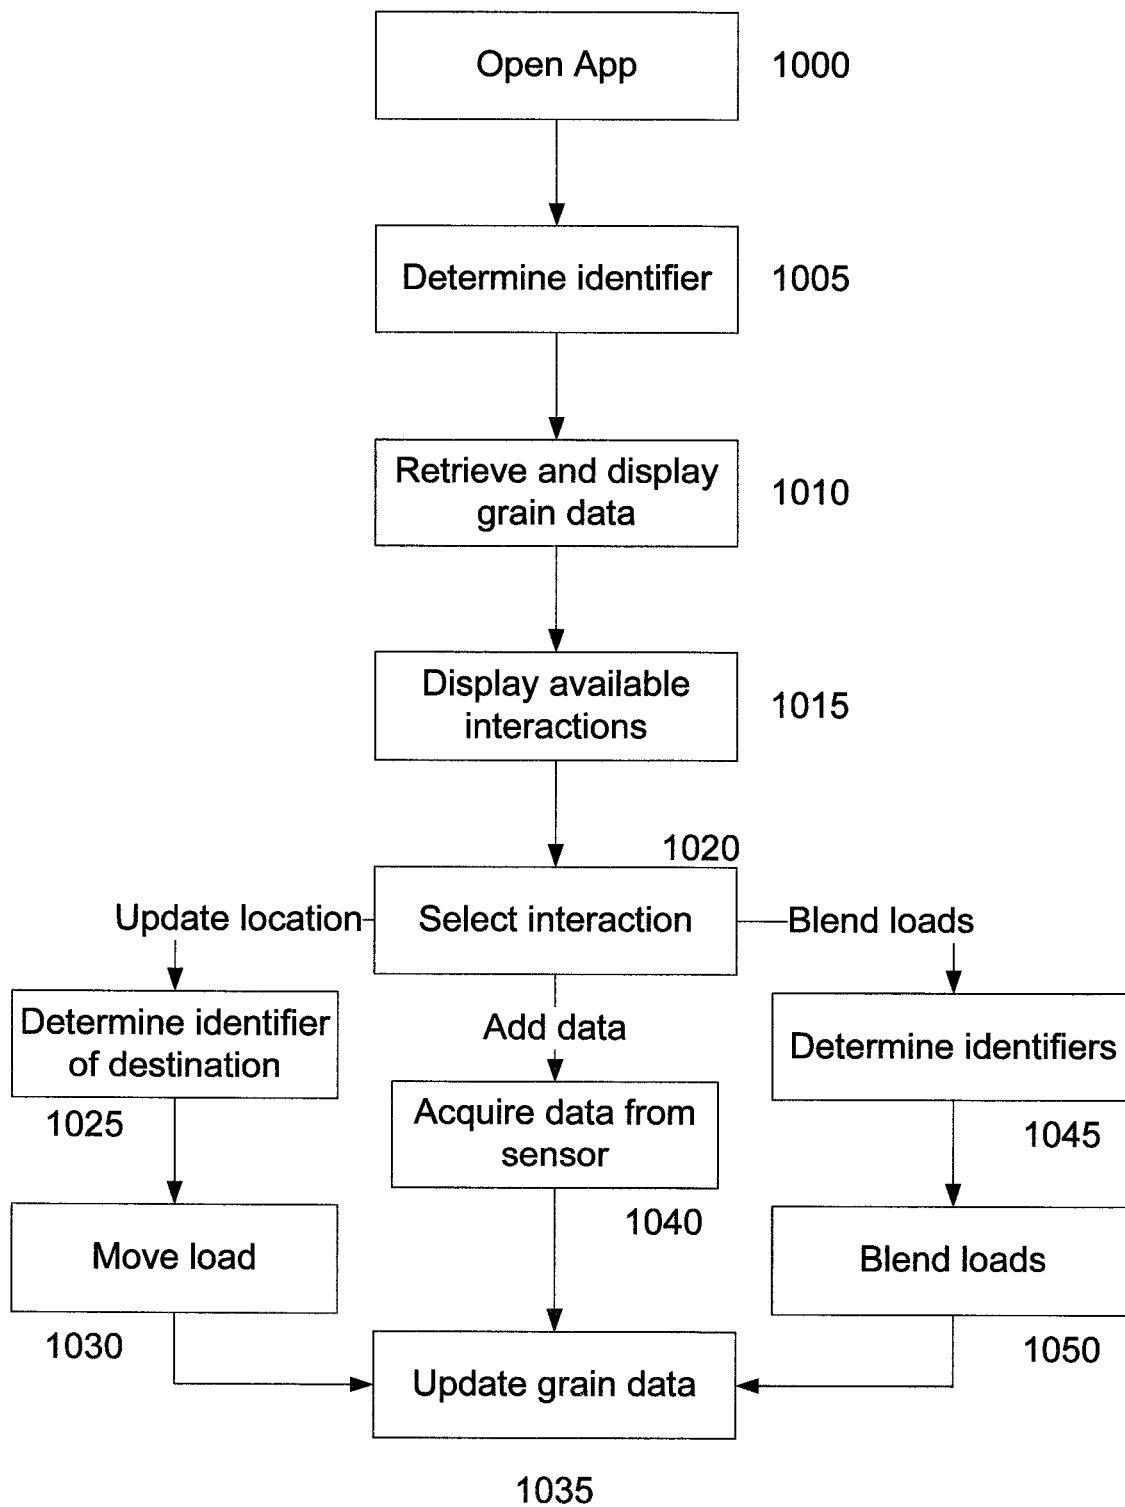 Open App
1000
Determine identifier
1005
Retrieve and display
grain data
1010
Display available
interactions
1015
1020
Update location
Select interaction
Blend loads
Determine identifier
of destination
1025
Add data
Acquire data from
sensor
1040
Determine identifiers
1045
Move load
1030
Blend loads
1050
Update grain data
1035